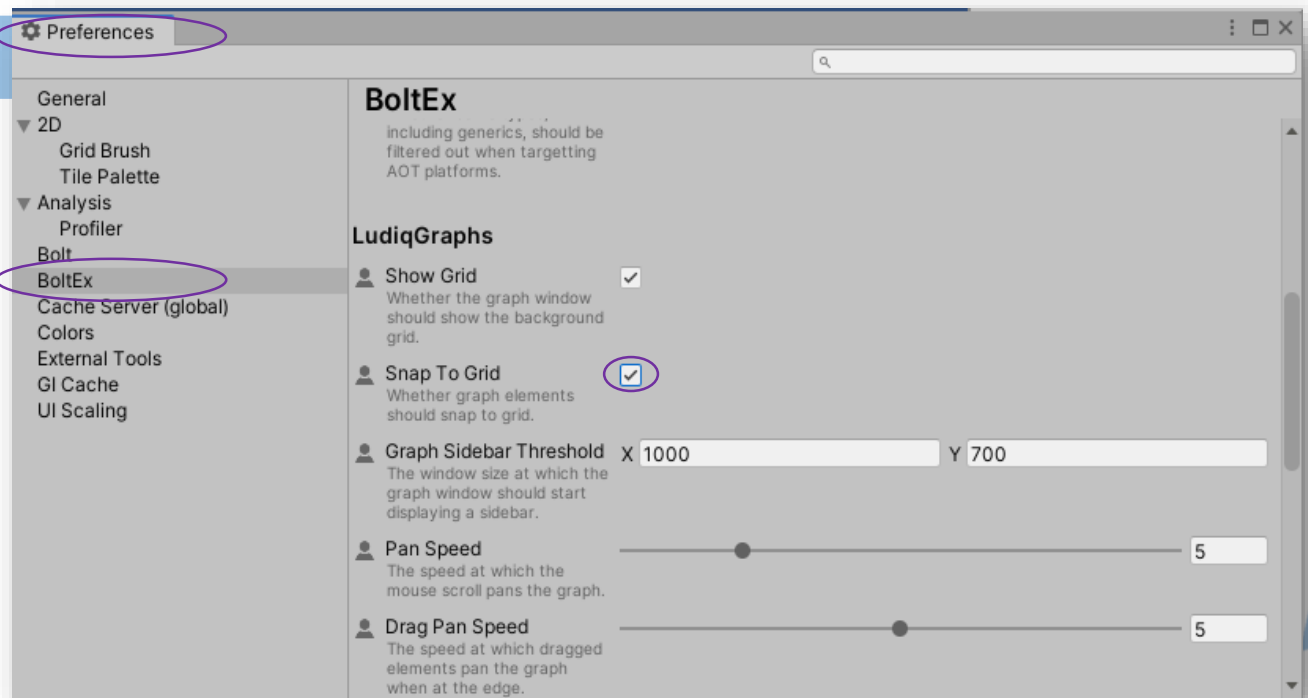 Preferences
General
2D
Grid Brush
Tile Palette
Analysis
Profiler
Bolt
BoltEx
Cache Server (global)
Colors
External Tools
GI Cache
UI Scaling
BoltEx
including generics, should be
filtered out when targetting
AOT platforms.
LudiqGraphs
Show Grid
Whether the graph window
should show the background
grid.
Snap To Grid
Whether graph elements
should snap to grid.
Graph Sidebar Threshold X 1000 Y 700
The window size at which the
graph window should start
displaying a sidebar.
Pan Speed 5
The speed at which the
mouse scroll pans the graph.
Drag Pan Speed 5
The speed at which dragged
elements pan the graph
when at the edge.